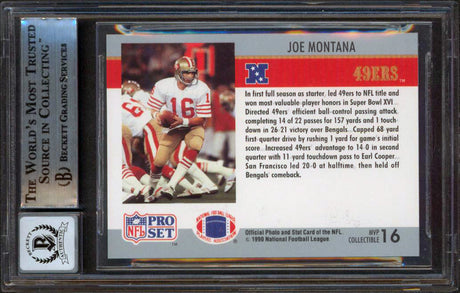 THE WORLD'S MOST TRUSTED
SOURCE IN COLLECTING™
BECKETT GRADING SERVICES
JOE MONTANA
49ERS™
In first full season as starter, led 49ers to NFL title and
won most valuable player honors in Super Bowl XVI...
Directed 49ers' efficient ball-control passing attack,
completing 14 of 22 passes for 157 yards and 1 touch-
down in 26-21 victory over Bengals...Capped 68-yard
first-quarter drive by rushing 1 yard for game's initial
score...Increased 49ers' advantage to 14-0 in second
quarter with 11-yard touchdown pass to Earl Cooper...
San Francisco led 20-0 at halftime, then held off
Bengals' comeback.
16
NFL
PRO
SET
™
Official Photo and Stat Card of the NFL
© 1990 National Football League
MVP
COLLECTIBLE 16
BECKETT
AUTHENTIC